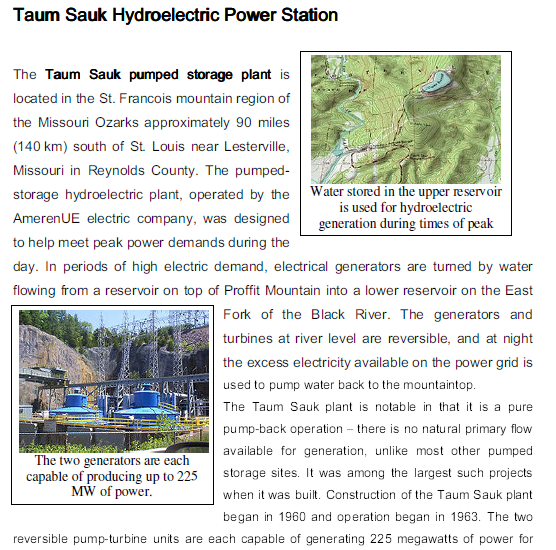 Taum Sauk Hydroelectric Power Station
The Taum Sauk pumped storage plant is
located in the St. Francois mountain region of
the Missouri Ozarks approximately 90 miles
(140 km) south of St. Louis near Lesterville,
Missouri in Reynolds County. The pumped-
storage hydroelectric plant, operated by the
AmerenUE electric company, was designed
to help meet peak power demands during the
Water stored in the upper reservoir
is used for hydroelectric
generation during times of peak
day. In periods of high electric demand, electrical generators are turned by water
flowing from a reservoir on top of Proffit Mountain into a lower reservoir on the East
Fork of the Black River. The generators and
turbines at river level are reversible, and at night
the excess electricity available on the power grid is
used to pump water back to the mountaintop.
The Taum Sauk plant is notable in that it is a pure
pump-back operation – there is no natural primary flow
available for generation, unlike most other pumped
storage sites. It was among the largest such projects
when it was built. Construction of the Taum Sauk plant
began in 1960 and operation began in 1963. The two
The two generators are each
capable of producing up to 225
MW of power.
reversible pump-turbine units are each capable of generating 225 megawatts of power for